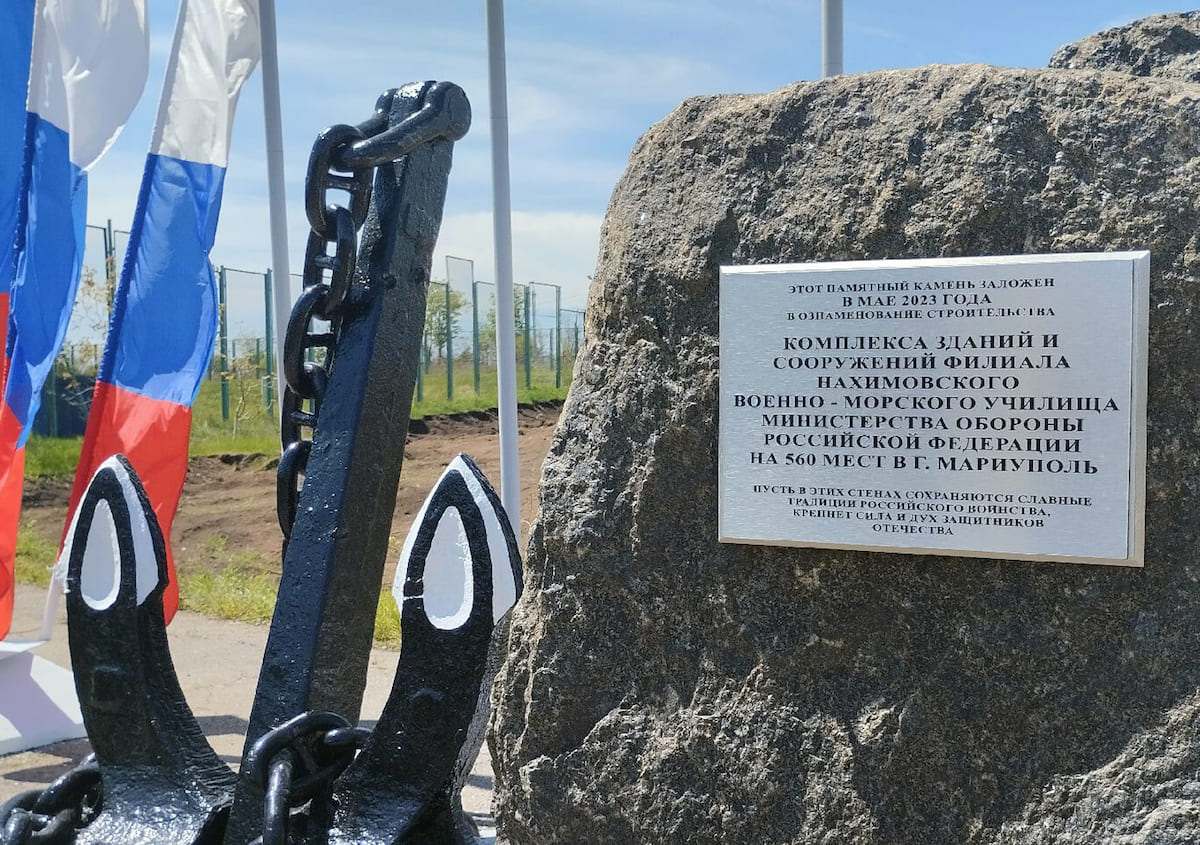 ЭТОТ ПАМЯТНЫЙ КАМЕНЬ ЗАЛОЖЕН
В МАЕ 2023 ГОДА
В ОЗНАМЕНОВАНИЕ СТРОИТЕЛЬСТВА
КОМПЛЕКСА ЗДАНИЙ И
СООРУЖЕНИЙ ФИЛИАЛА
НАХИМОВСКОГО
ВОЕННО - МОРСКОГО УЧИЛИЩА
МИНИСТЕРСТВА ОБОРОНЫ
РОССИЙСКОЙ ФЕДЕРАЦИИ
НА 560 МЕСТ В Г. МАРИУПОЛЬ
ПУСТЬ В ЭТИХ СТЕНАХ СОХРАНЯЮТСЯ СЛАВНЫЕ
ТРАДИЦИИ РОССИЙСКОГО ВОИНСТВА,
КРЕПНЕТ СИЛА И ДУХ ЗАЩИТНИКОВ
ОТЕЧЕСТВА